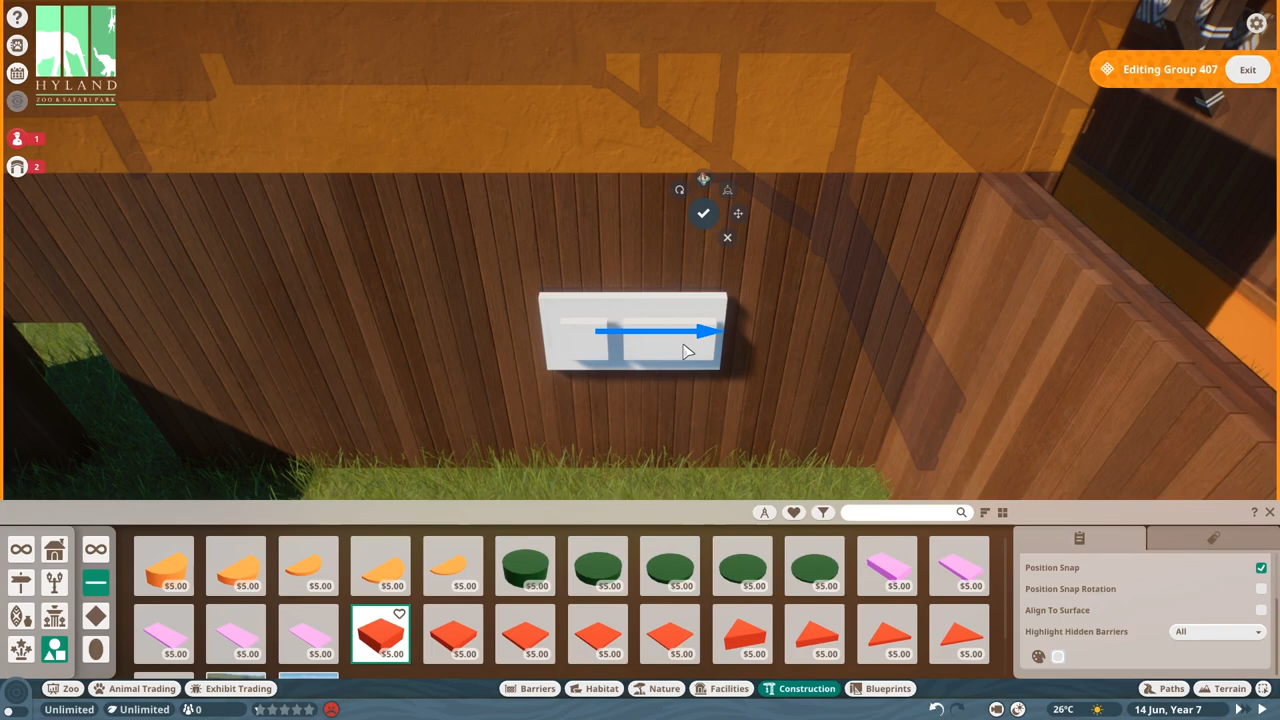 HYLAND
ZOO & SAFARI PARK
Editing Group 407
Exit
1
2
$5.00 $5.00 $5.00 $5.00 $5.00 $5.00 $5.00 $5.00 $5.00 $5.00 $5.00 $5.00
$5.00 $5.00 $5.00 $5.00 $5.00 $5.00 $5.00 $5.00 $5.00 $5.00 $5.00 $5.00
Position Snap
Position Snap Rotation
Align To Surface
Highlight Hidden Barriers All
Zoo Animal Trading Exhibit Trading Barriers Habitat Nature Facilities Construction Blueprints Paths Terrain
Unlimited Unlimited 0 26°C 14 Jun, Year 7